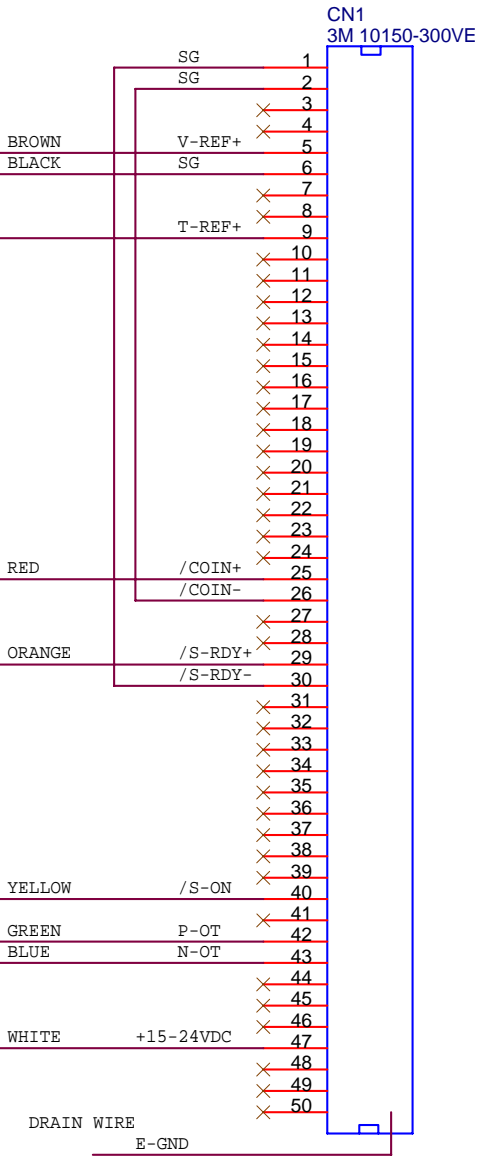 CN1
3M 10150-300VE
SG 1
SG 2
3
4
BROWN V-REF+ 5
BLACK SG 6
7
8
T-REF+ 9
10
11
12
13
14
15
16
17
18
19
20
21
22
23
24
RED /COIN+ 25
/COIN- 26
27
28
ORANGE /S-RDY+ 29
/S-RDY- 30
31
32
33
34
35
36
37
38
39
YELLOW /S-ON 40
41
GREEN P-OT 42
BLUE N-OT 43
44
45
46
WHITE +15-24VDC 47
48
49
50
DRAIN WIRE
E-GND